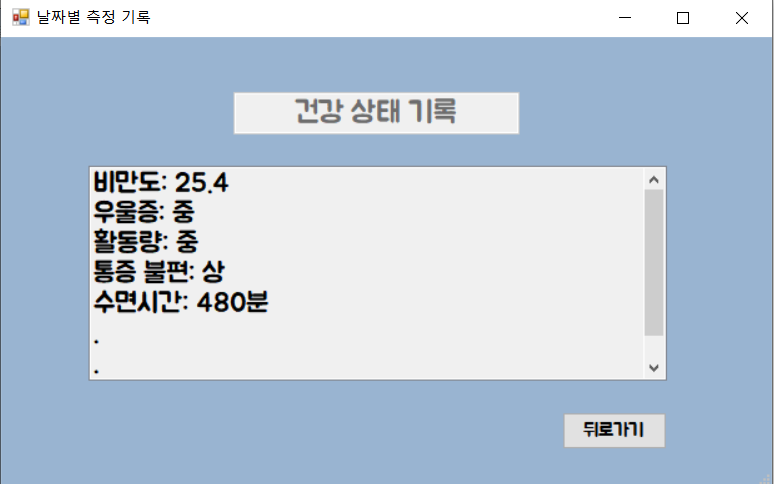 날짜별 측정 기록
건강 상태 기록
비만도: 25.4
우울증: 중
활동량: 중
통증 불편: 상
수면시간: 480분
.
.
뒤로가기